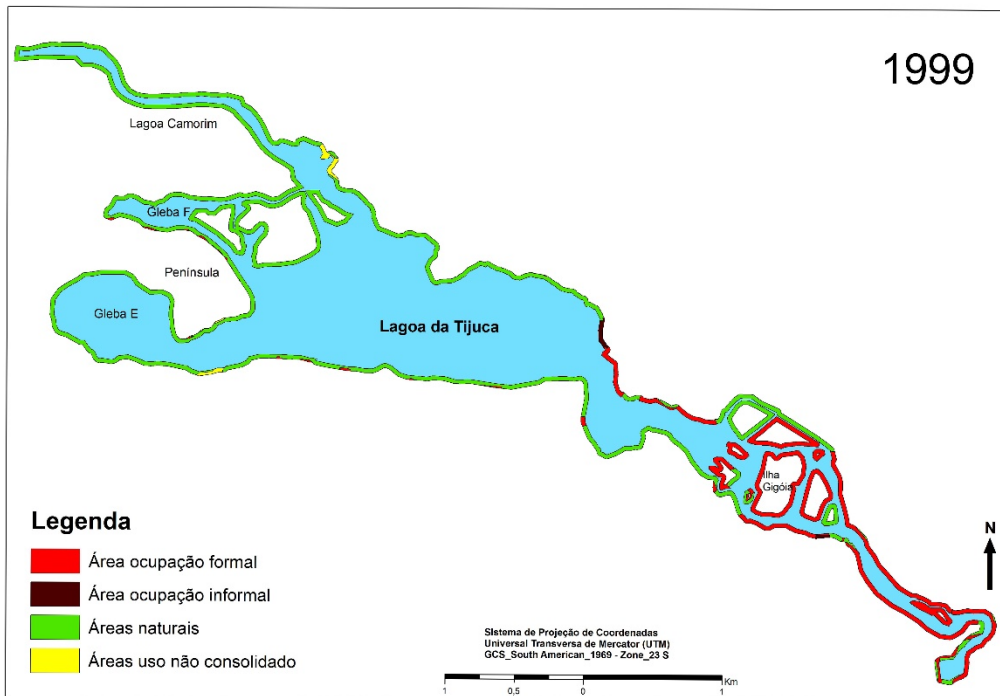 1999
Lagoa Camorim
Gleba F
Península
Gleba E
Lagoa da Tijuca
Ilha
Gigóia
Legenda
Área ocupação formal
Área ocupação informal
Áreas naturais
Áreas uso não consolidado
N
Sistema de Projeção de Coordenadas
Universal Transversa de Mercator (UTM)
GCS_South American_1969 - Zone_23 S
Km
1 0,5 0 1